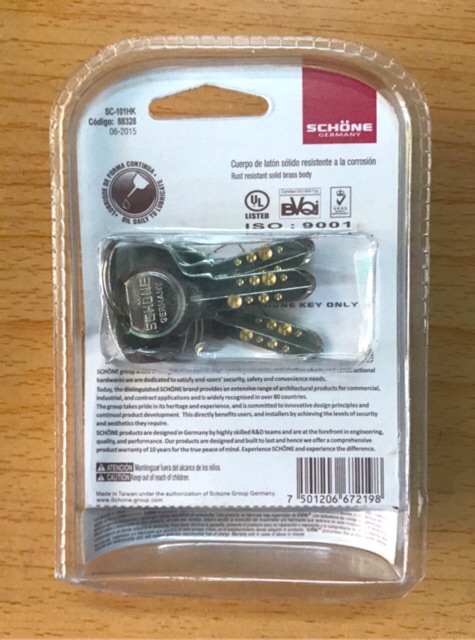 SC-101HK
Código: 88328
06-2015
SCHÖNE
GERMANY
Cuerpo de latón sólido resistente a la corrosión
Rust resistant solid brass body
UL
LISTED
BVQi
ISO : 9001
OIL DAILY TO
SCHÖNE
GERMANY
KEY ONLY
SCHÖNE group is
hardwares we are dedicated to satisfy end-users' security, safety and convenience needs.
Today, the distinguished SCHÖNE brand provides an extensive range of architectural products for commercial,
industrial, and contract applications and is widely recognised in over 80 countries.
The group takes pride in its heritage and experience, and is committed to innovative design principles and
continual product development. This directly benefits users, and installers by achieving the levels of security
and aesthetics they require.
SCHÖNE products are designed in Germany by highly skilled R&D teams and are at the forefront in engineering,
quality, and performance. Our products are designed and built to last and hence we offer a comprehensive
product warranty of 10 years for the true peace of mind. Experience SCHÖNE and experience the difference.
ATENCIÓN Manténgase fuera del alcance de los niños.
CAUTION Keep out of reach of children.
Made in Taiwan under the authorization of Schone Group Germany.
www.Schone-group.com
7 501206 672198